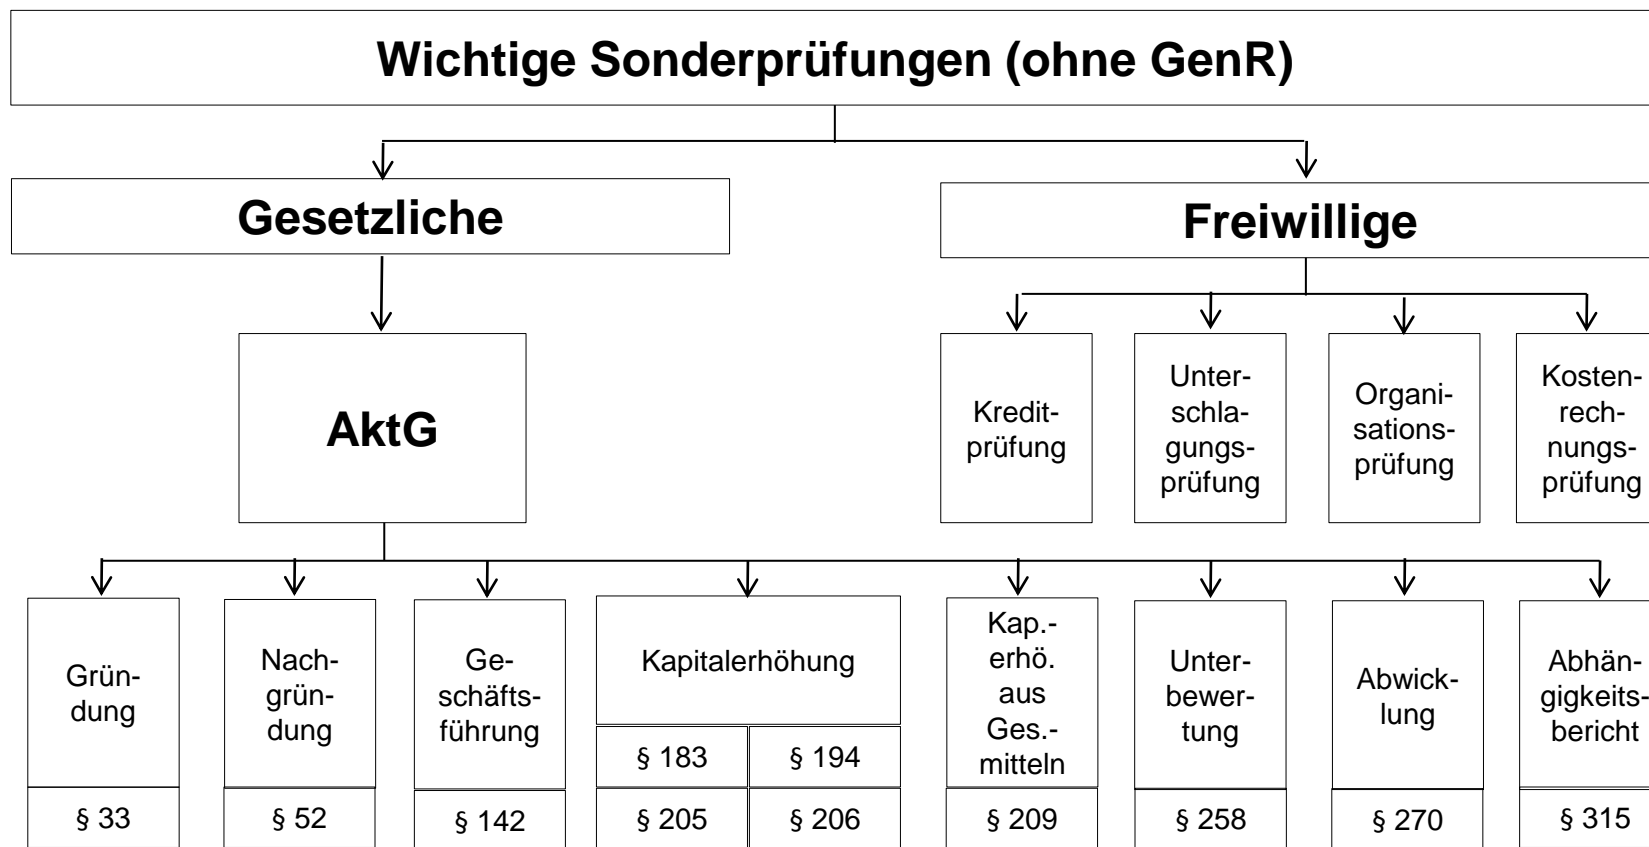 Wichtige Sonderprüfungen (ohne GenR)
Gesetzliche
Freiwillige
AktG
Kredit-
prüfung
Unter-
schla-
gungs-
prüfung
Organi-
sations-
prüfung
Kosten-
rech-
nungs-
prüfung
Grün-
dung
§ 33
Nach-
grün-
dung
§ 52
Ge-
schäfts-
führung
§ 142
Kapitalerhöhung
§ 183
§ 194
§ 205
§ 206
Kap.-
erhö.
aus
Ges.-
mitteln
§ 209
Unter-
bewer-
tung
§ 258
Abwick-
lung
§ 270
Abhän-
gigkeits-
bericht
§ 315